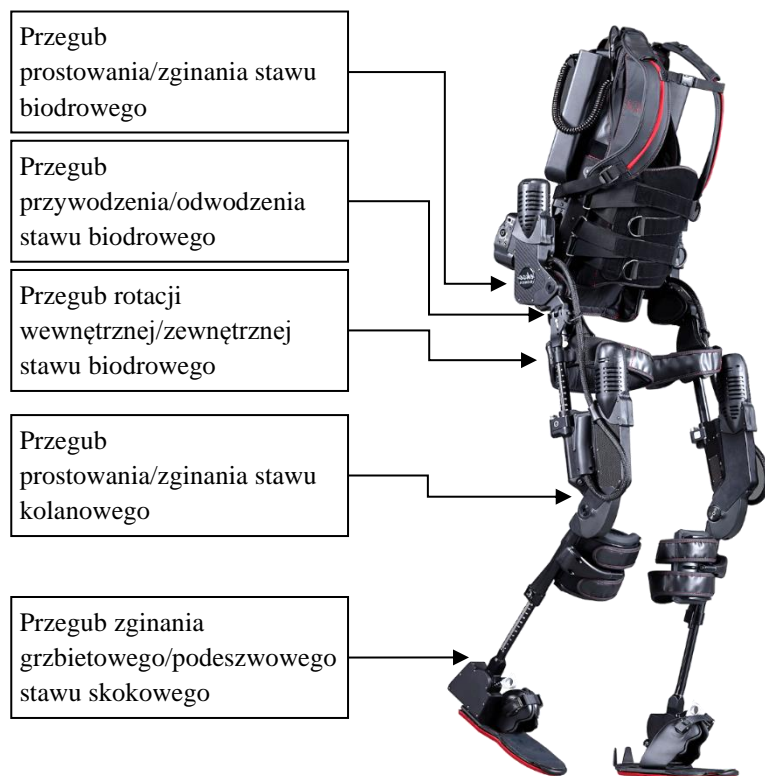 Przegub
prostowania/zginania stawu
biodrowego
Przegub
przywodzenia/odwodzenia
stawu biodrowego
Przegub rotacji
wewnętrznej/zewnętrznej
stawu biodrowego
Przegub
prostowania/zginania stawu
kolanowego
Przegub zginania
grzbietowego/podeszwowego
stawu skokowego
ekso